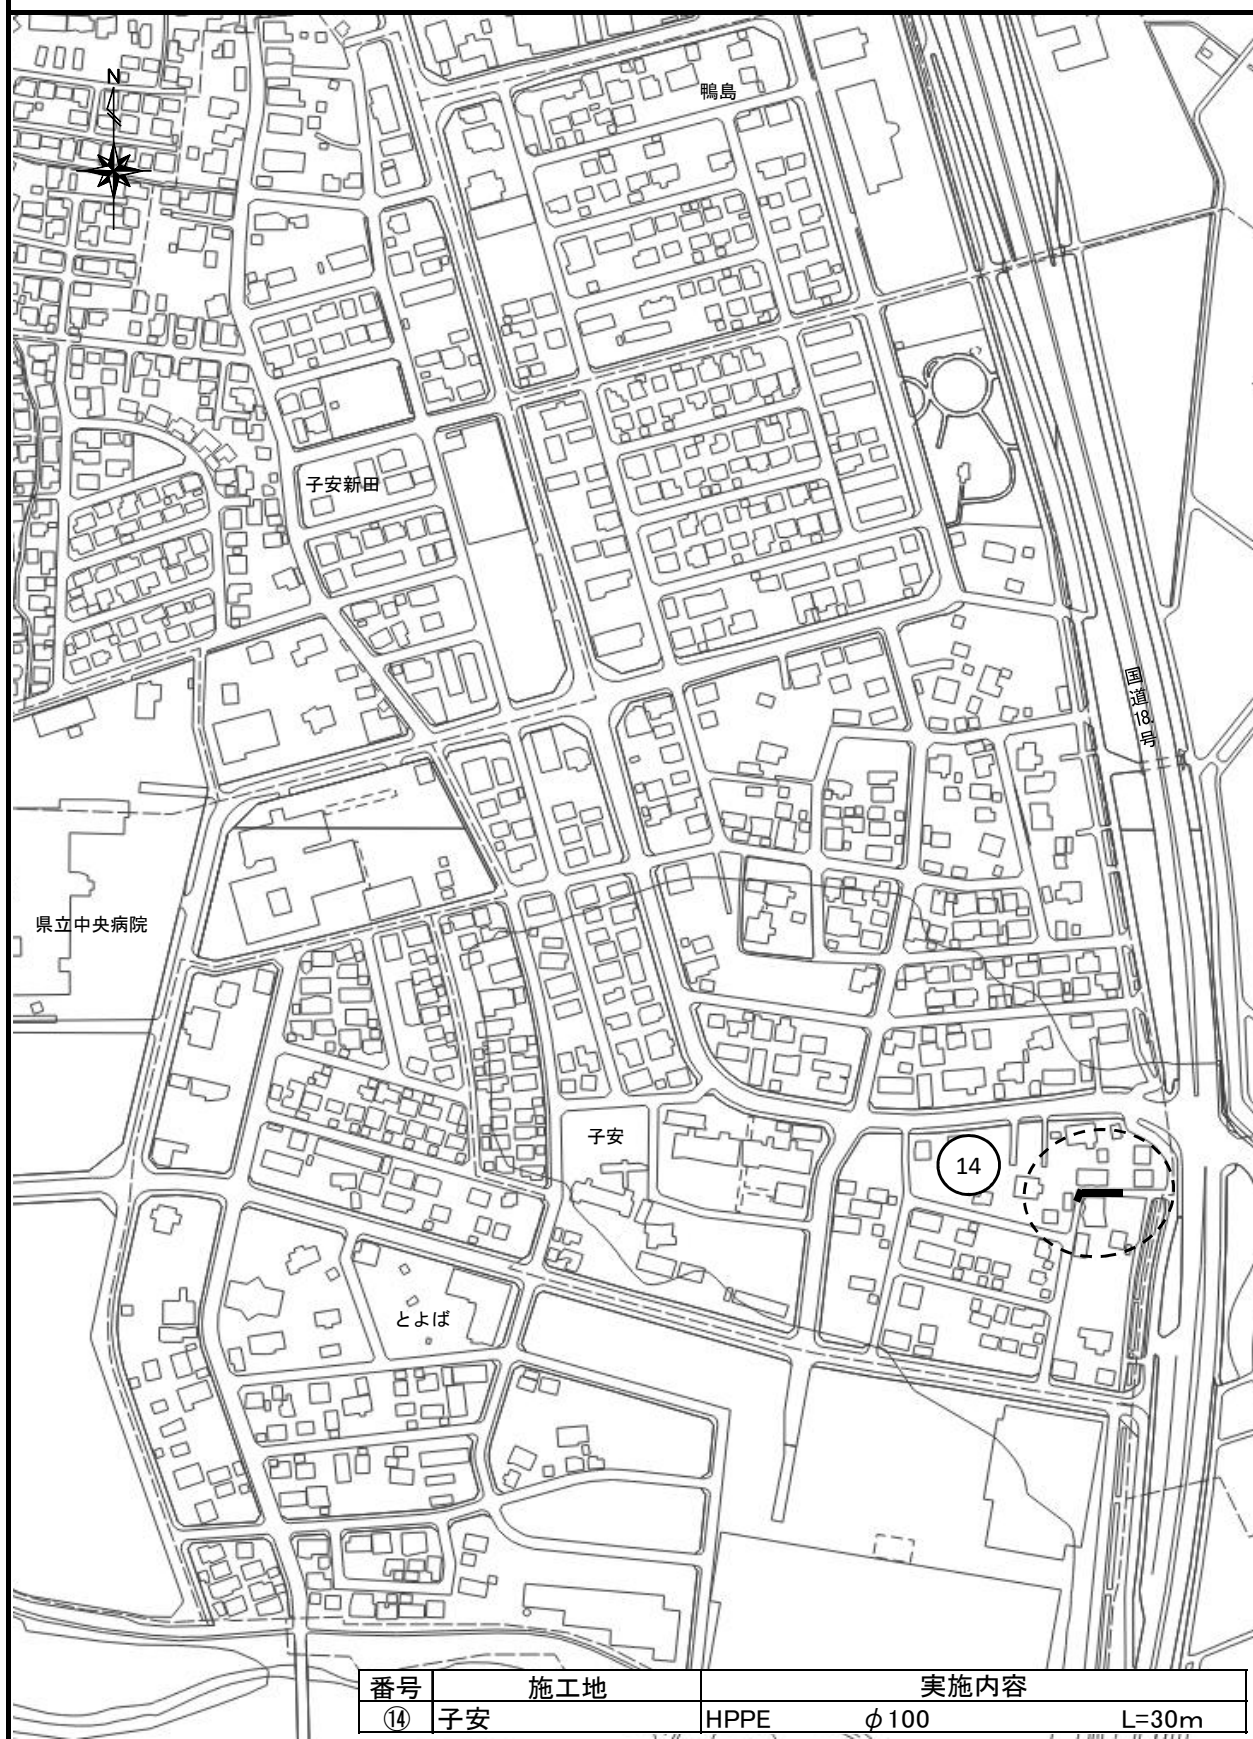 N
鴨島
子安新田
国道18号
県立中央病院
子安
14
とよば
番号 施工地 実施内容
⑭ 子安 HPPE φ100 L=30m